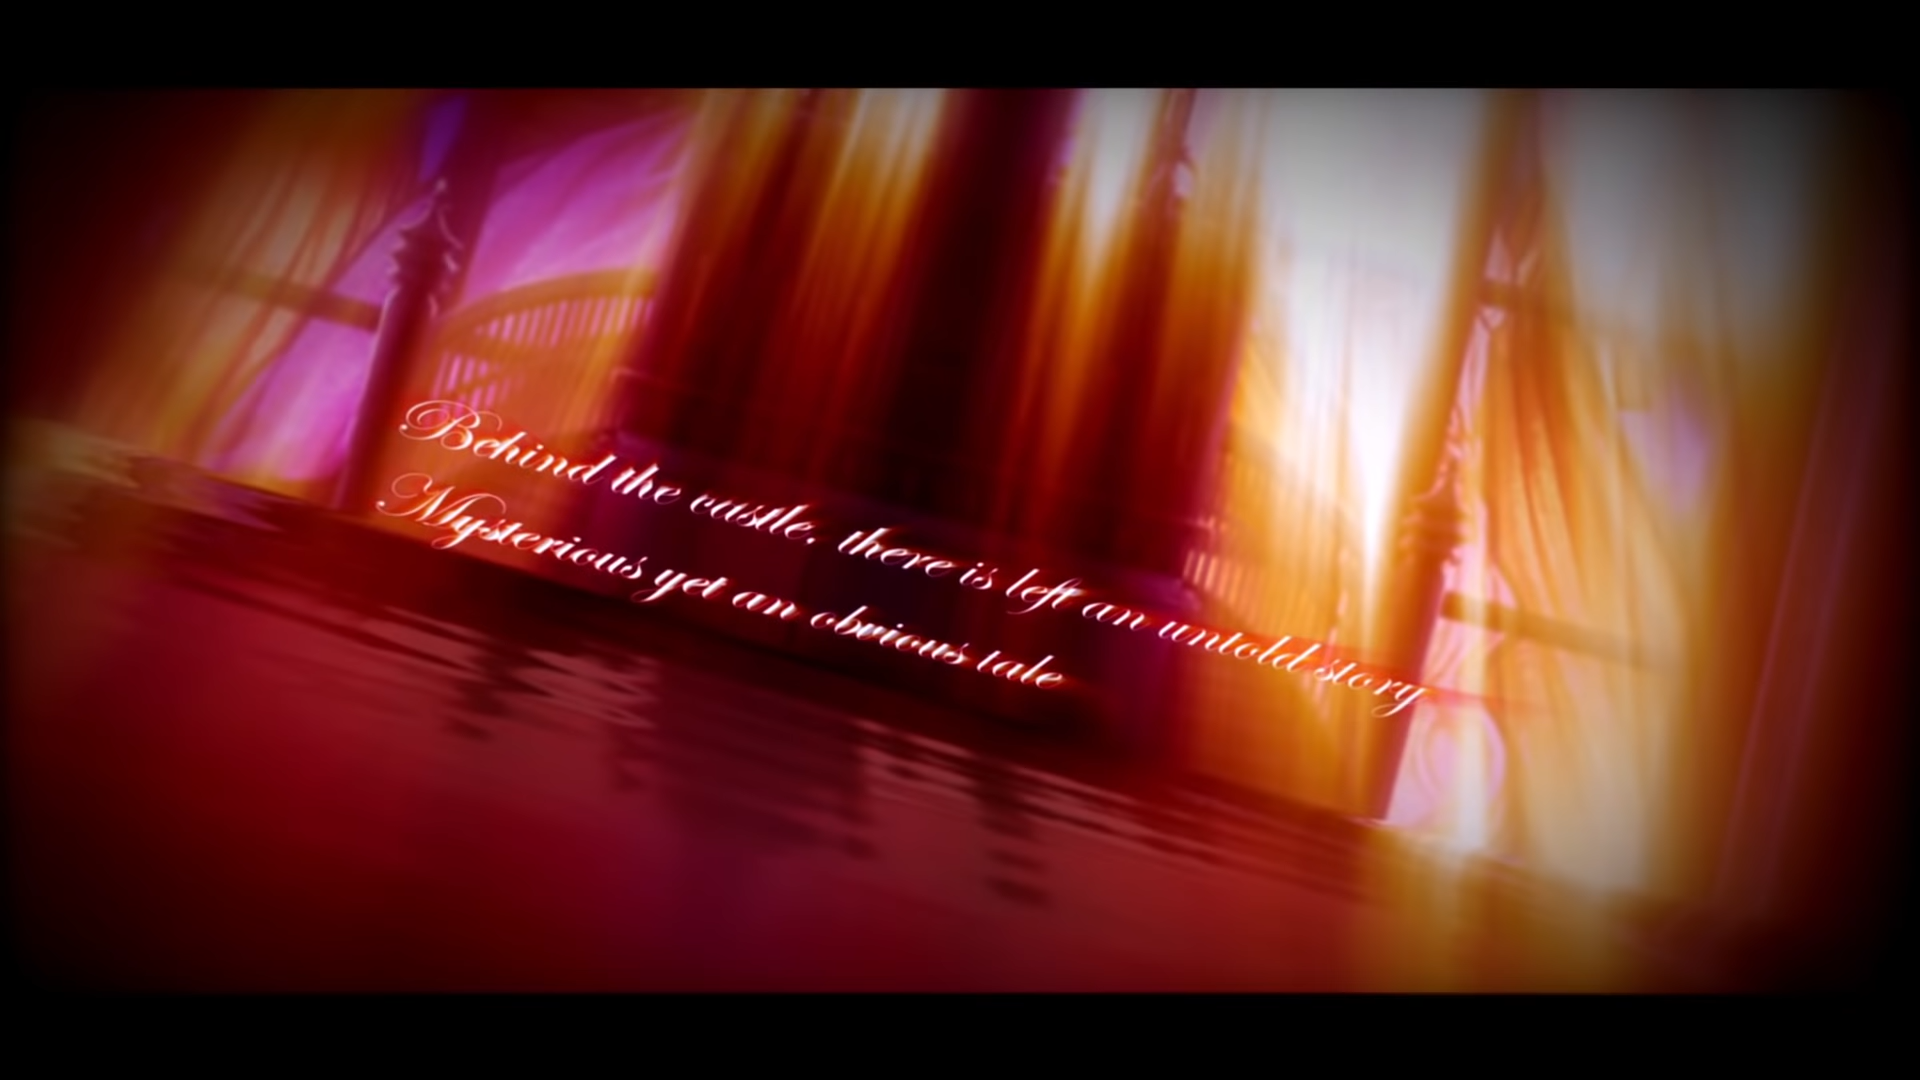 Behind the castle, there is left an untold story
Mysterious yet an obvious tale